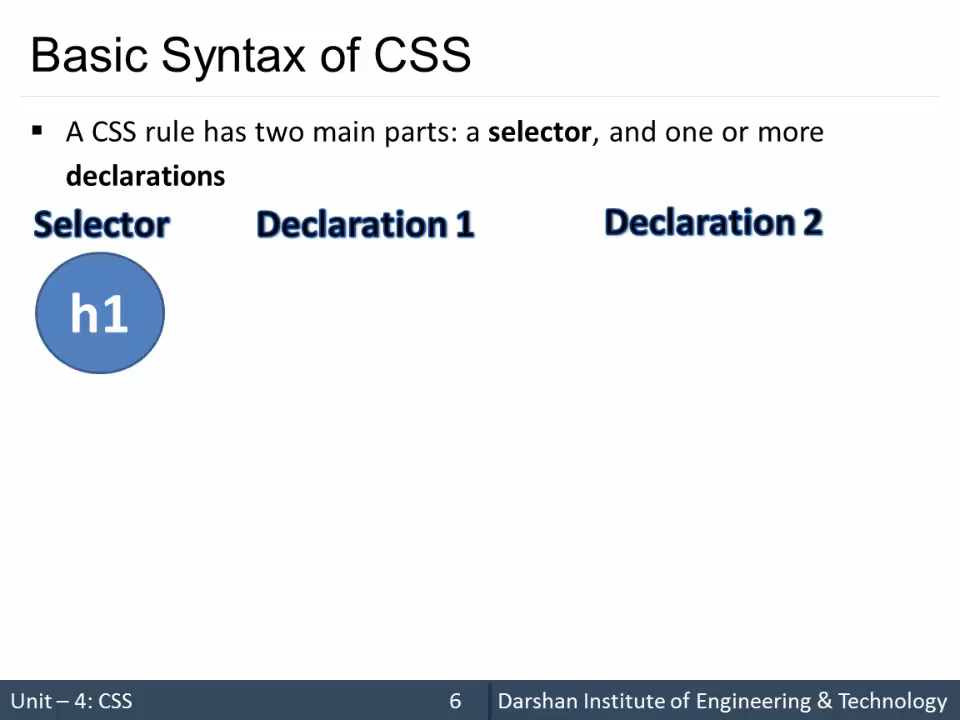 Basic Syntax of CSS
▪ A CSS rule has two main parts: a selector, and one or more
declarations
Selector Declaration 1 Declaration 2
h1
Unit – 4: CSS 6 Darshan Institute of Engineering & Technology